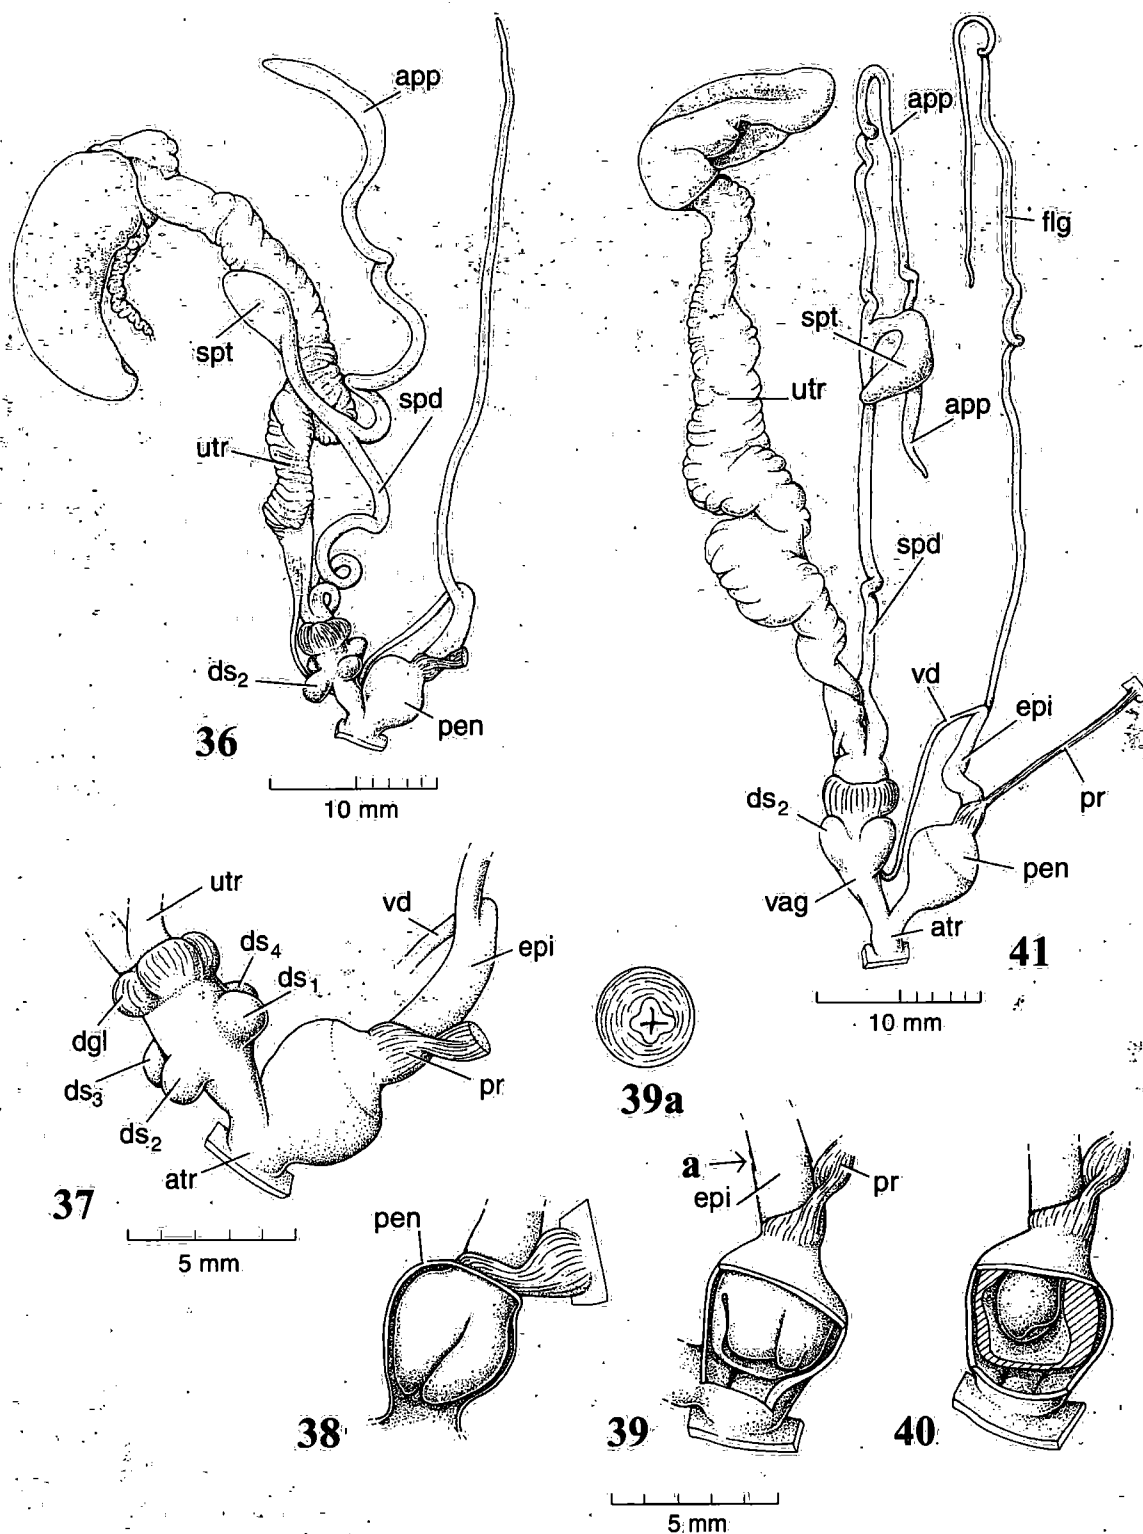 app
spt
spd
utr
ds2
pen
36
10 mm
app
flg
spt
utr
app
spd
vd
epi
pr
ds2
pen
vag
atr
41
10 mm
utr
vd
epi
ds4
ds1
dgl
ds3
ds2
pr
atr
37
5 mm
39a
pen
38
a
epi
pr
39
40
5 mm